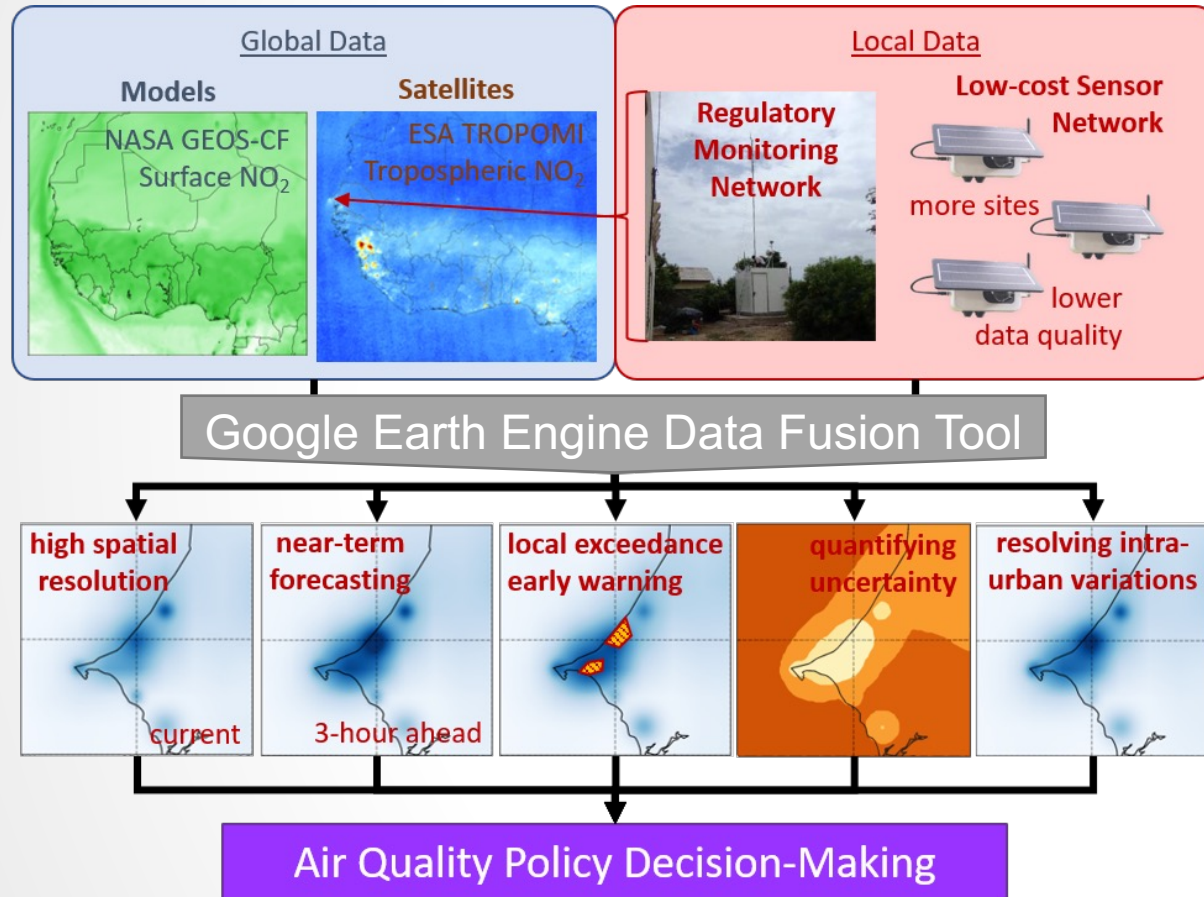 Global Data
Models
NASA GEOS-CF
Surface NO₂
Satellites
ESA TROPOMI
Tropospheric NO₂
Local Data
Regulatory
Monitoring
Network
Low-cost Sensor
Network
more sites
lower
data quality
Google Earth Engine Data Fusion Tool
high spatial
resolution
current
near-term
forecasting
3-hour ahead
local exceedance
early warning
quantifying
uncertainty
resolving intra-
urban variations
Air Quality Policy Decision-Making